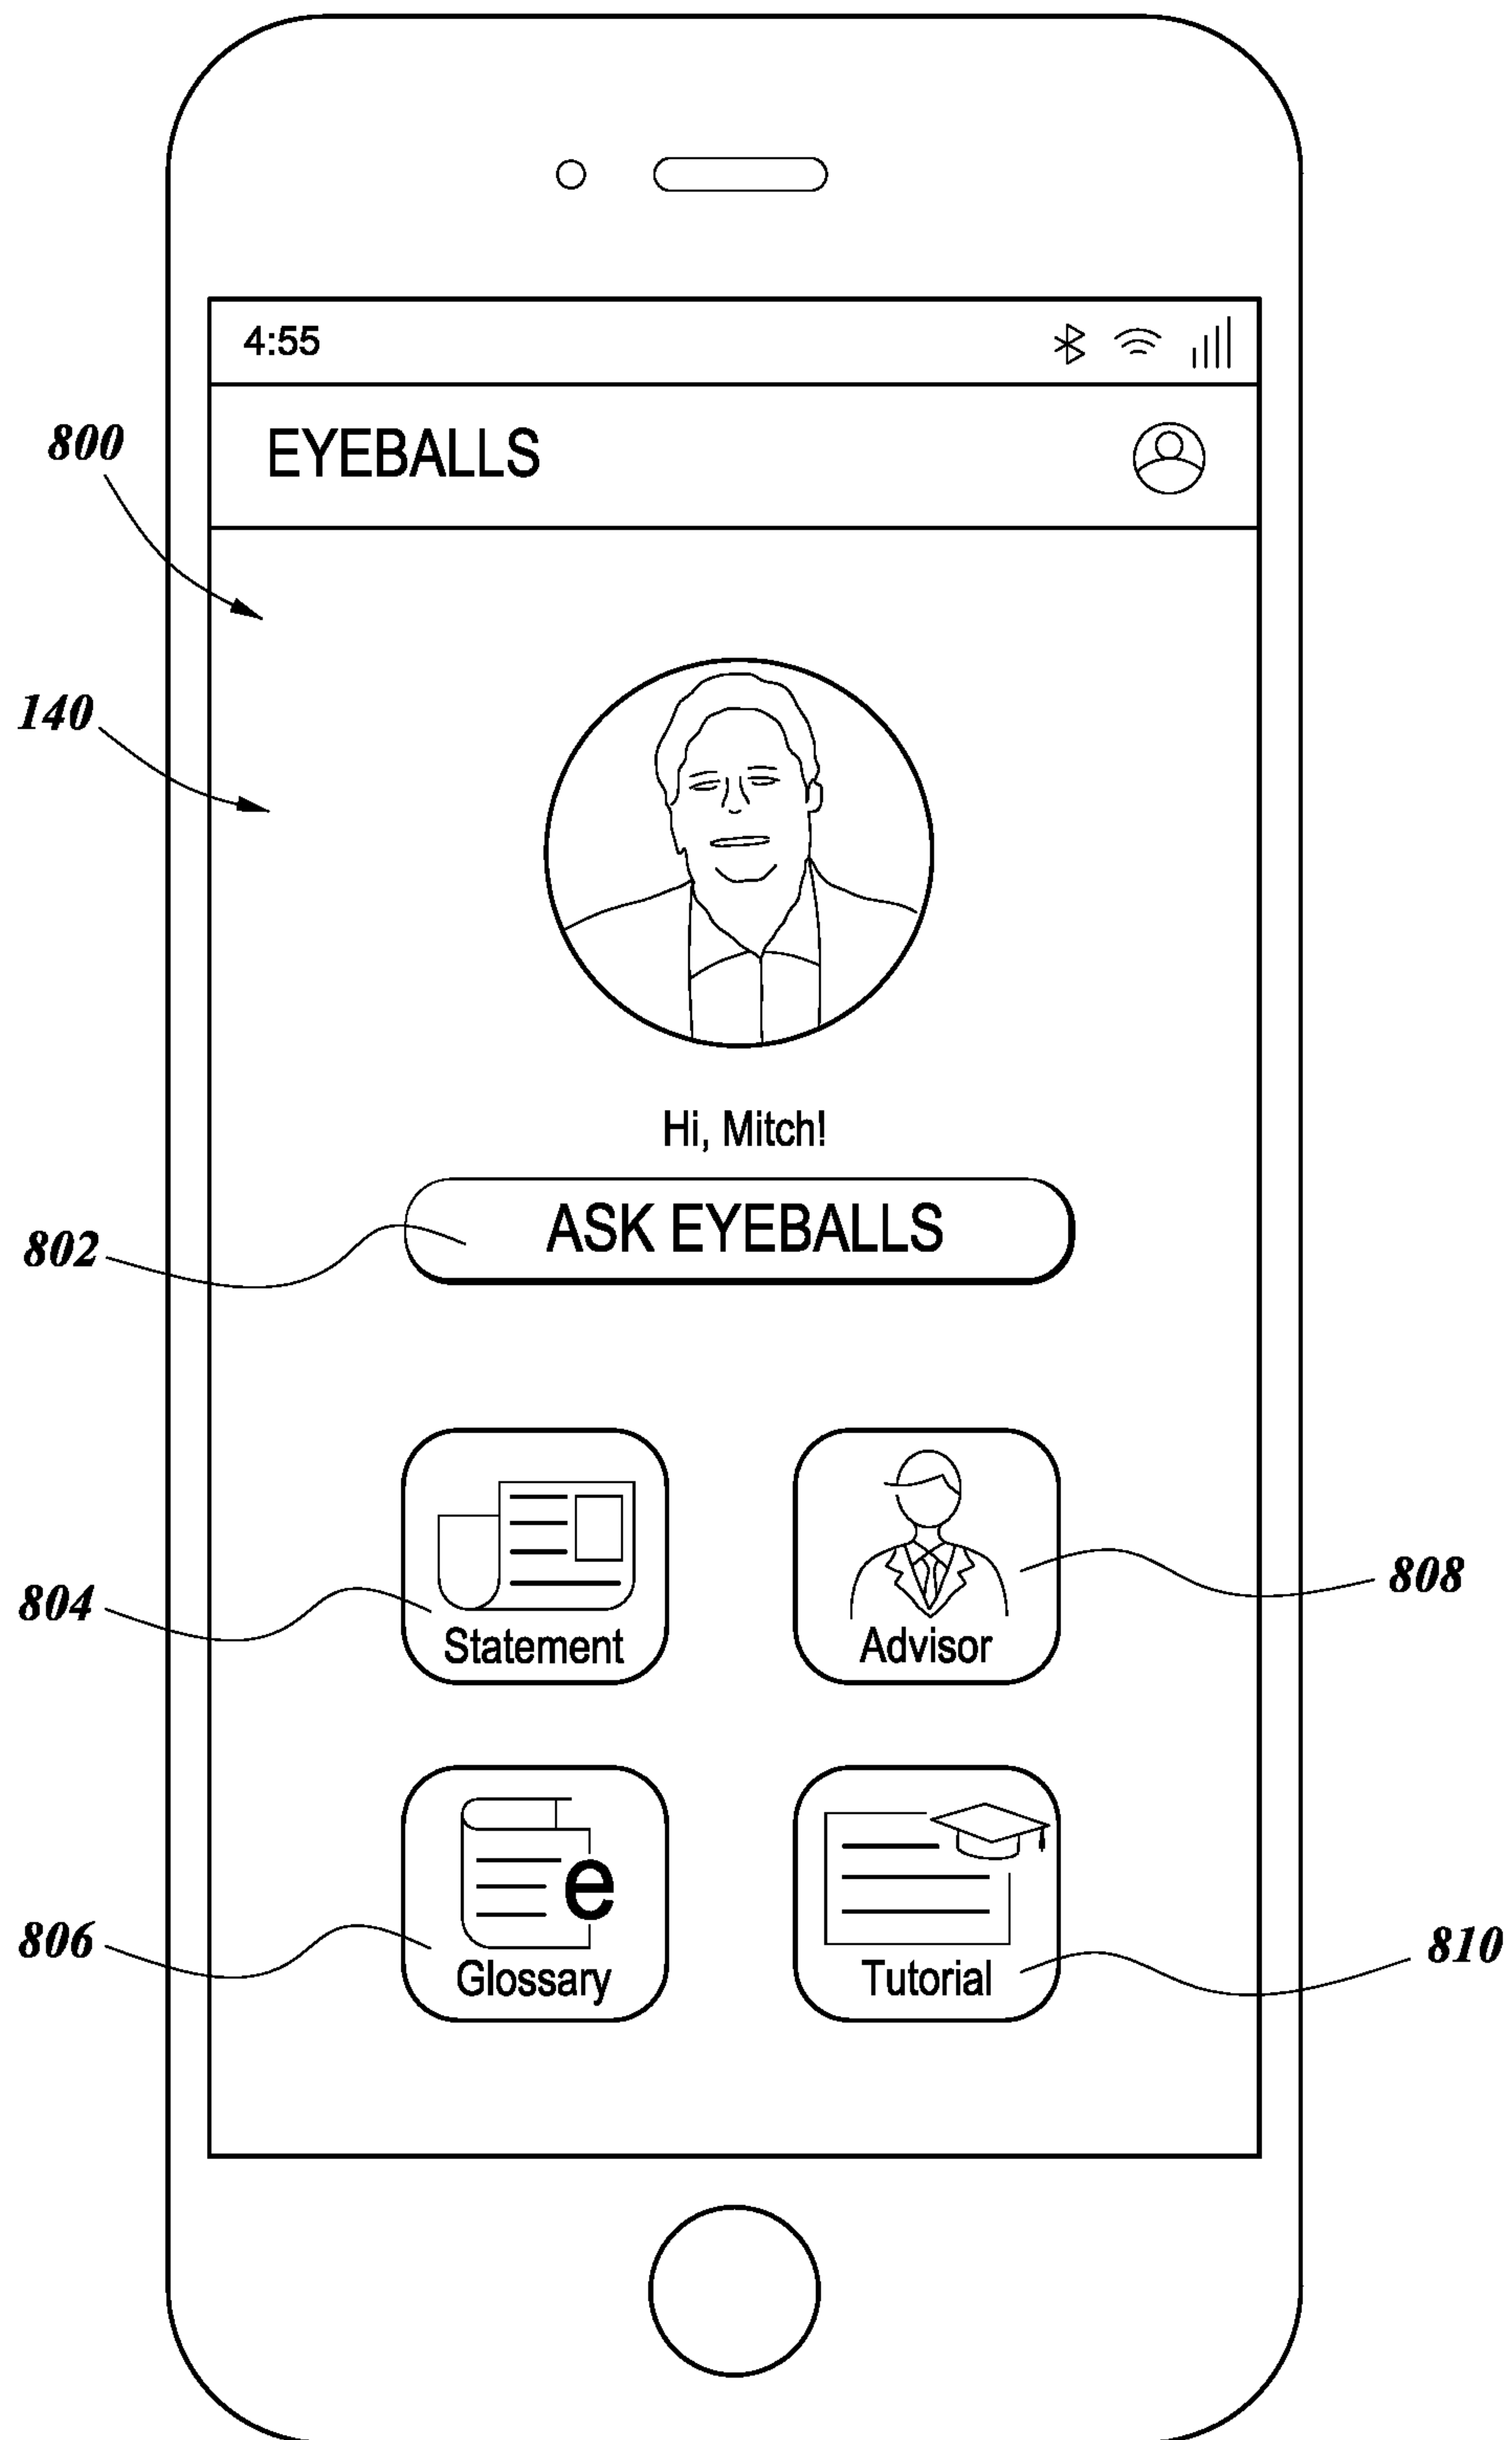 4:55
EYEBALLS
800
140
Hi, Mitch!
ASK EYEBALLS
802
Statement
Advisor
804
808
e
Glossary
Tutorial
806
810